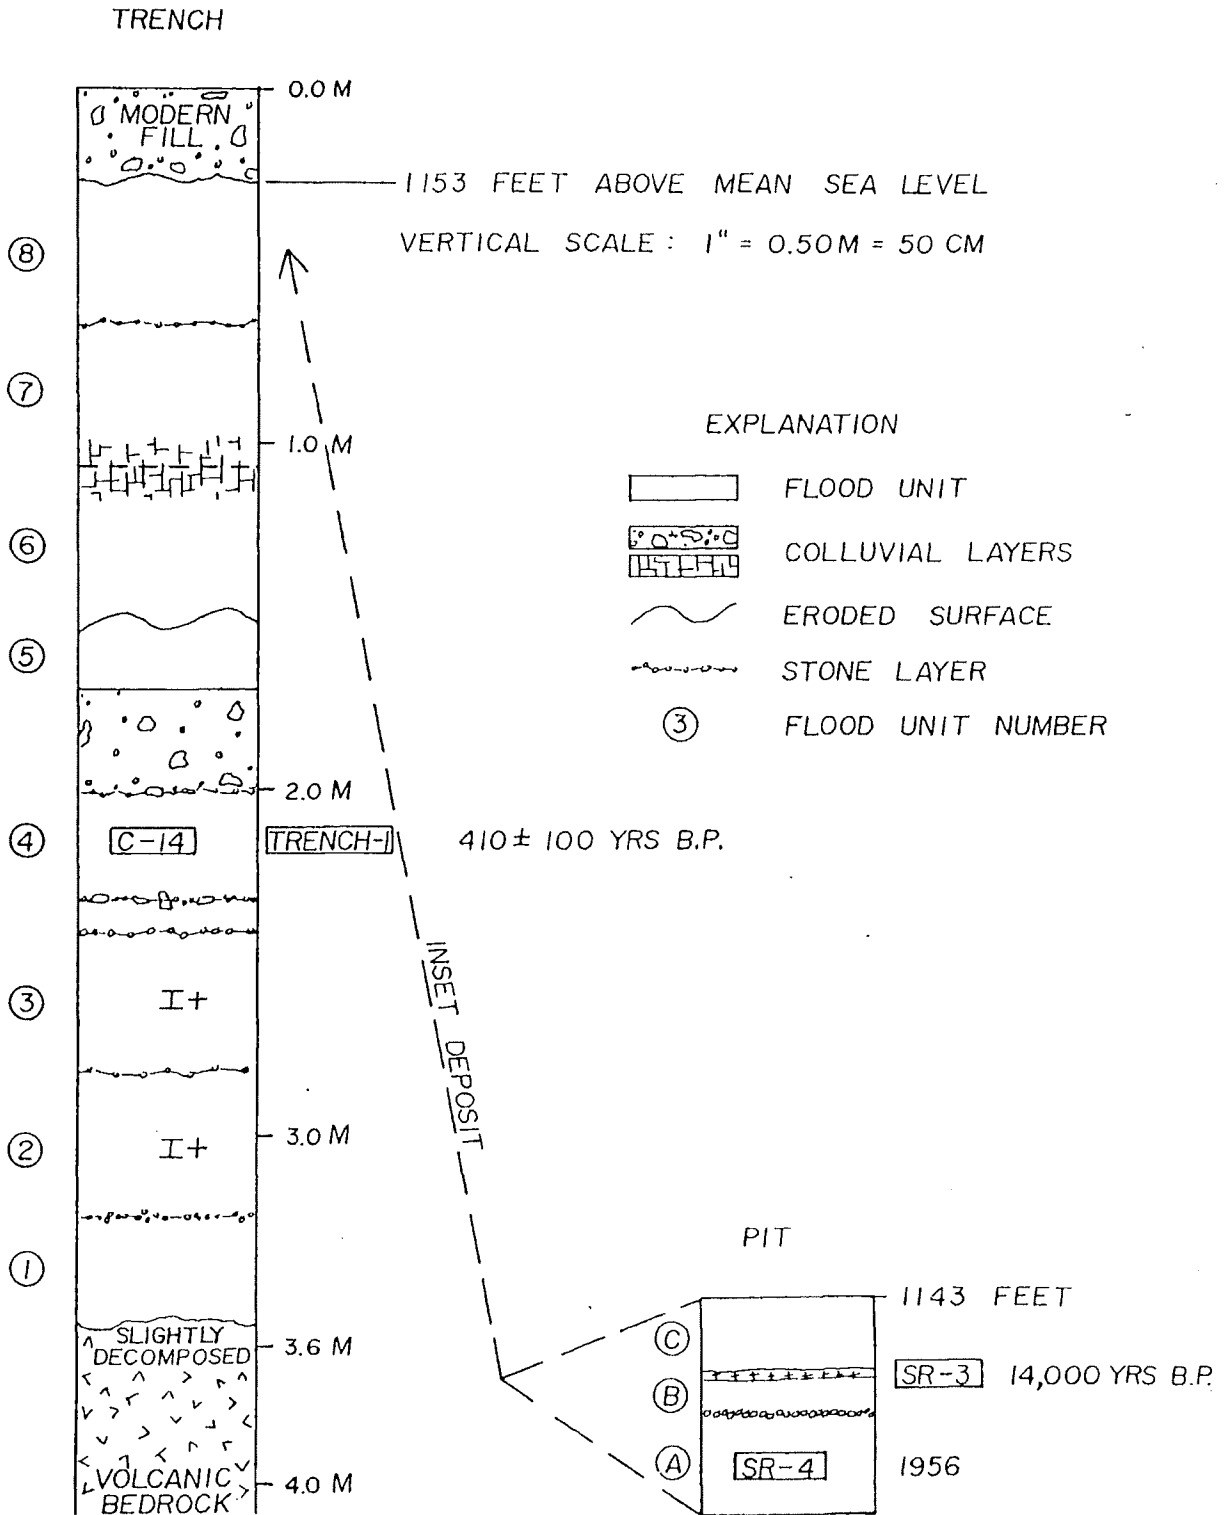 TRENCH
0.0 M
MODERN
FILL
1153 FEET ABOVE MEAN SEA LEVEL
VERTICAL SCALE: 1" = 0.50M = 50 CM
8
7
1.0 M
EXPLANATION
FLOOD UNIT
COLLUVIAL LAYERS
ERODED SURFACE
STONE LAYER
3 FLOOD UNIT NUMBER
6
5
2.0 M
4
C-14
TRENCH-1
410 ± 100 YRS B.P.
INSET DEPOSIT
3
I+
2
I+
3.0 M
1
SLIGHTLY
DECOMPOSED
3.6 M
VOLCANIC
BEDROCK
4.0 M
PIT
1143 FEET
C
SR-3 14,000 YRS B.P.
B
A
SR-4
1956